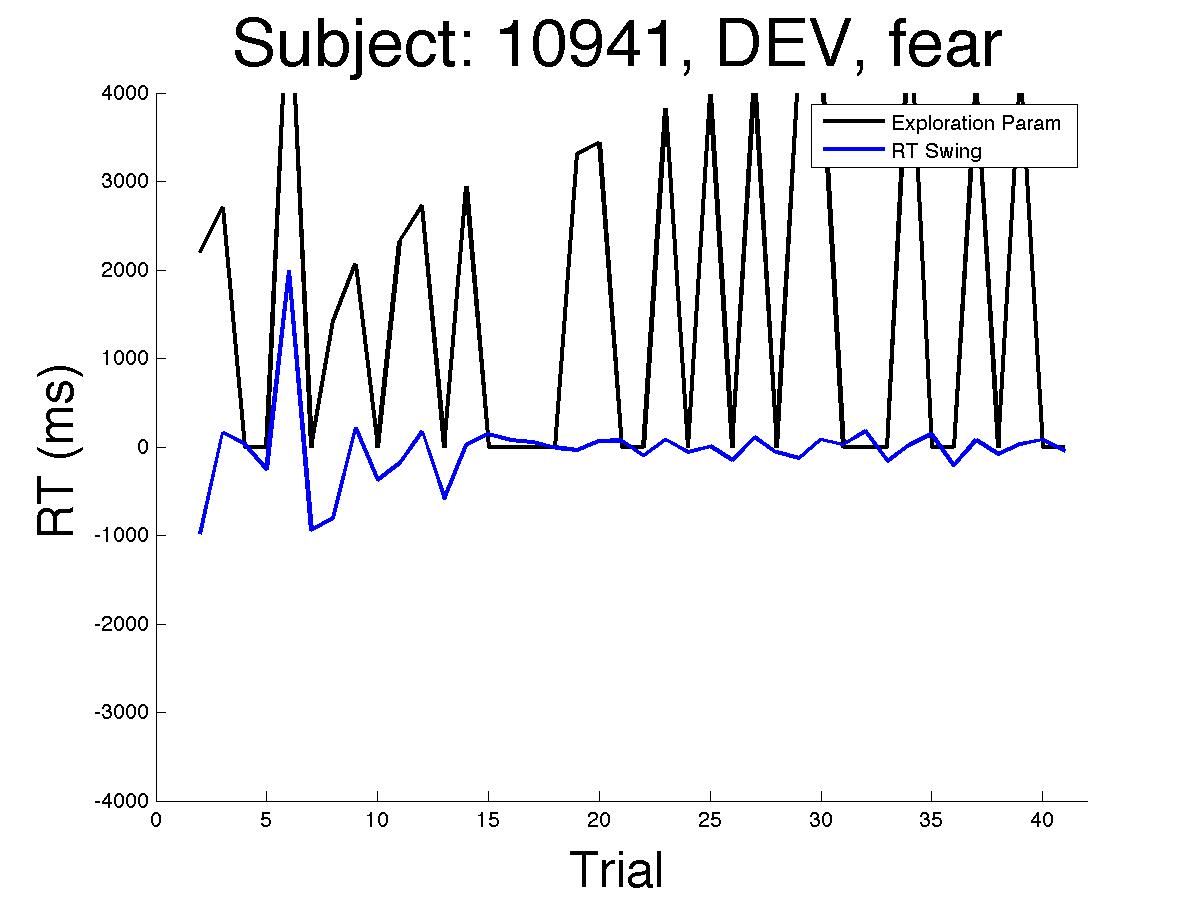 Subject: 10941, DEV, fear
Exploration Param
RT Swing
RT (ms)
4000
3000
2000
1000
0
-1000
-2000
-3000
-4000
0 5 10 15 20 25 30 35 40
Trial